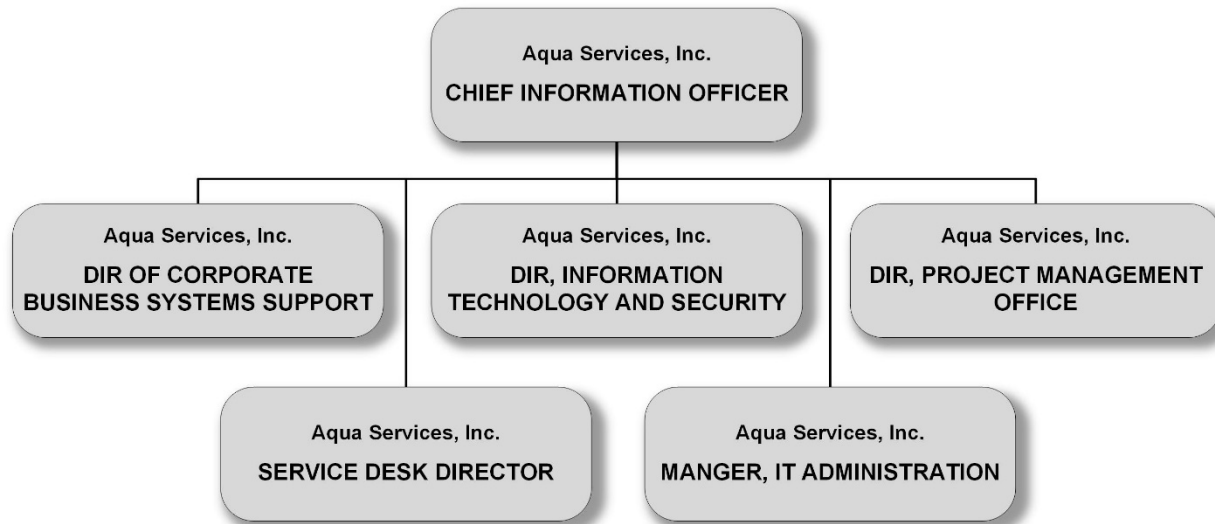 Aqua Services, Inc.
CHIEF INFORMATION OFFICER
Aqua Services, Inc.
DIR OF CORPORATE
BUSINESS SYSTEMS SUPPORT
Aqua Services, Inc.
DIR, INFORMATION
TECHNOLOGY AND SECURITY
Aqua Services, Inc.
DIR, PROJECT MANAGEMENT
OFFICE
Aqua Services, Inc.
SERVICE DESK DIRECTOR
Aqua Services, Inc.
MANGER, IT ADMINISTRATION